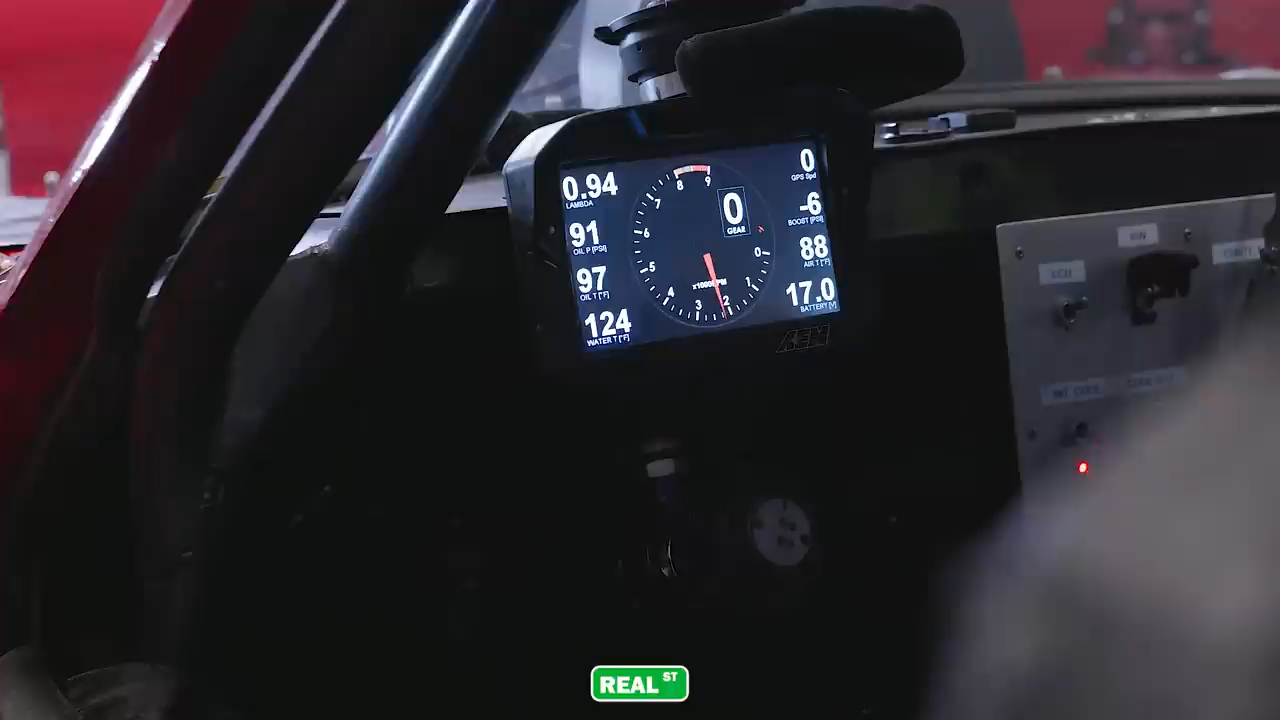 0.94
LAMBDA
91
OIL P [PSI]
97
OIL T [°F]
124
WATER T [°F]
0
1
2
3
4
5
6
7
8
9
x1000RPM
0
GEAR
0
GPS Spd
-6
BOOST [PSI]
88
AIR T [°F]
17.0
BATTERY [V]
AEM
IGN
REAL ST